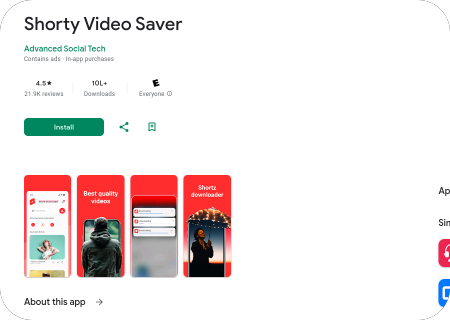 Shorty Video Saver
Advanced Social Tech
Contains ads · In-app purchases
4.5★ 10L+ E
21.9K reviews Downloads Everyone
Install
Best quality
videos
Shortz
downloader
Ap
Sin
About this app →